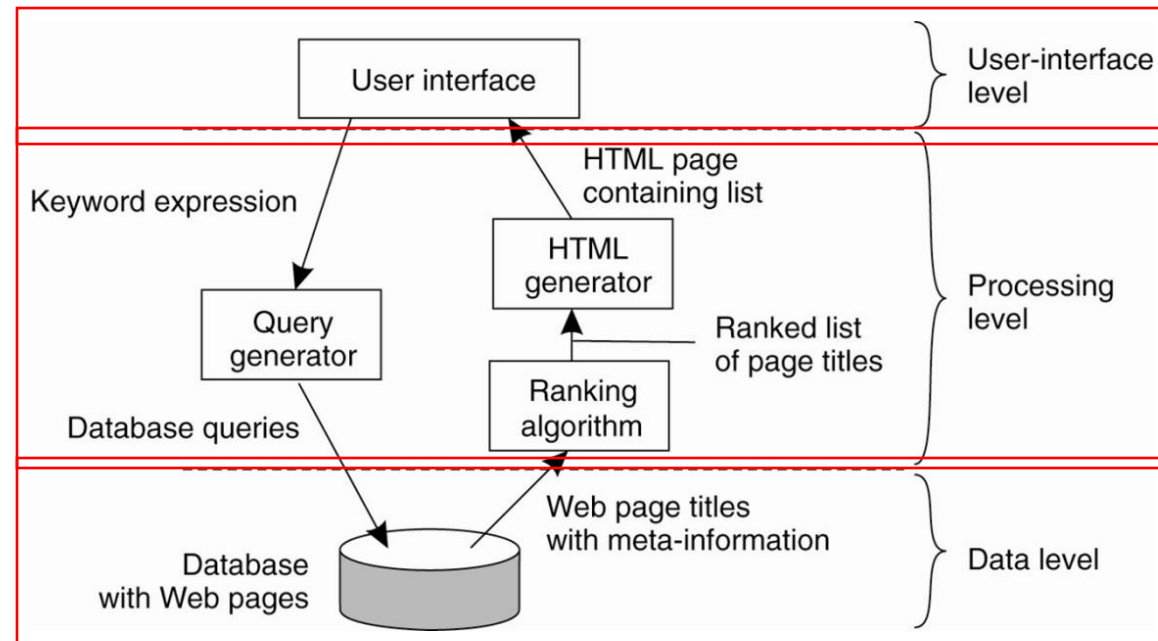 User interface
User-interface
level
Keyword expression
HTML page
containing list
HTML
generator
Processing
level
Query
generator
Ranked list
of page titles
Ranking
algorithm
Database queries
Web page titles
with meta-information
Database
with Web pages
Data level